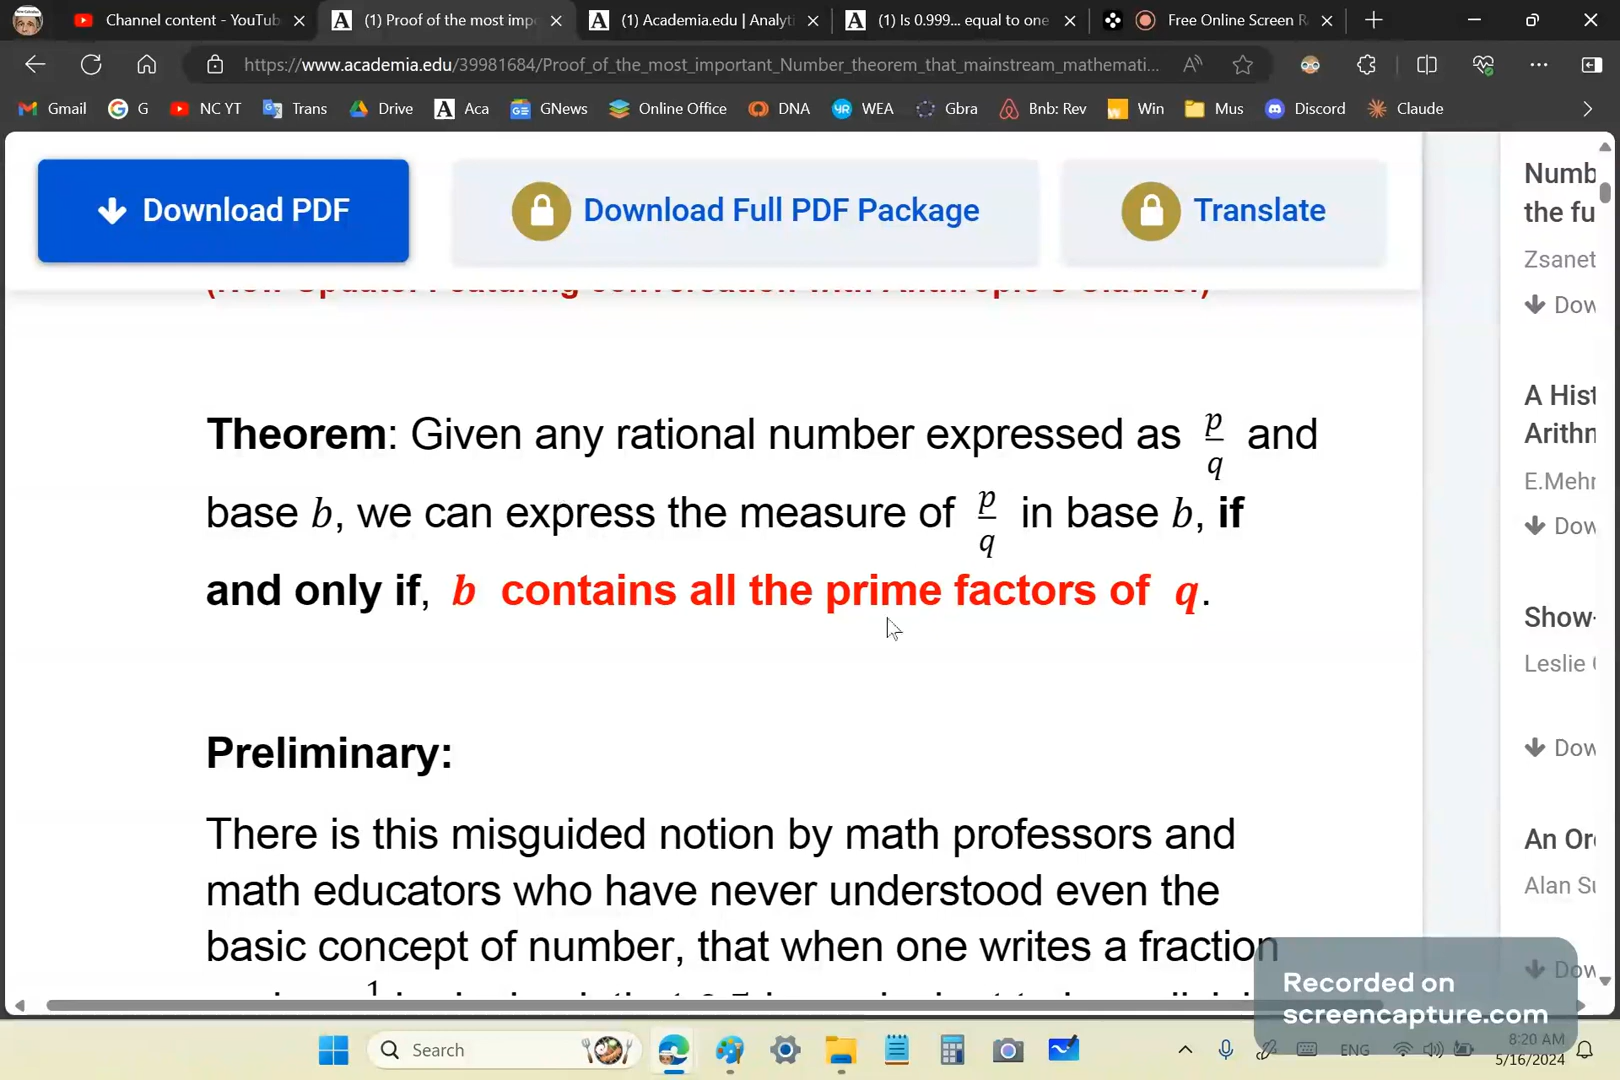 Channel content - YouTub
(1) Proof of the most imp
(1) Academia.edu | Analyti
(1) Is 0.999... equal to one
Free Online Screen R
https://www.academia.edu/39981684/Proof_of_the_most_important_Number_theorem_that_mainstream_mathemati...
Gmail
G
NC YT
Trans
Drive
Aca
GNews
Online Office
DNA
WEA
Gbra
Bnb: Rev
Win
Mus
Discord
Claude
Download PDF
Download Full PDF Package
Translate
Theorem: Given any rational number expressed as p/q and
base b, we can express the measure of p/q in base b, if
and only if, b contains all the prime factors of q.
Preliminary:
There is this misguided notion by math professors and
math educators who have never understood even the
basic concept of number, that when one writes a fraction
Numb
the fu
Zsanet
Dow
A Hist
Arithn
E.Mehr
Dow
Show-
Leslie
Dow
An Or
Alan Su
Dow
Recorded on
screencapture.com
Search
ENG
8:20 AM
5/16/2024